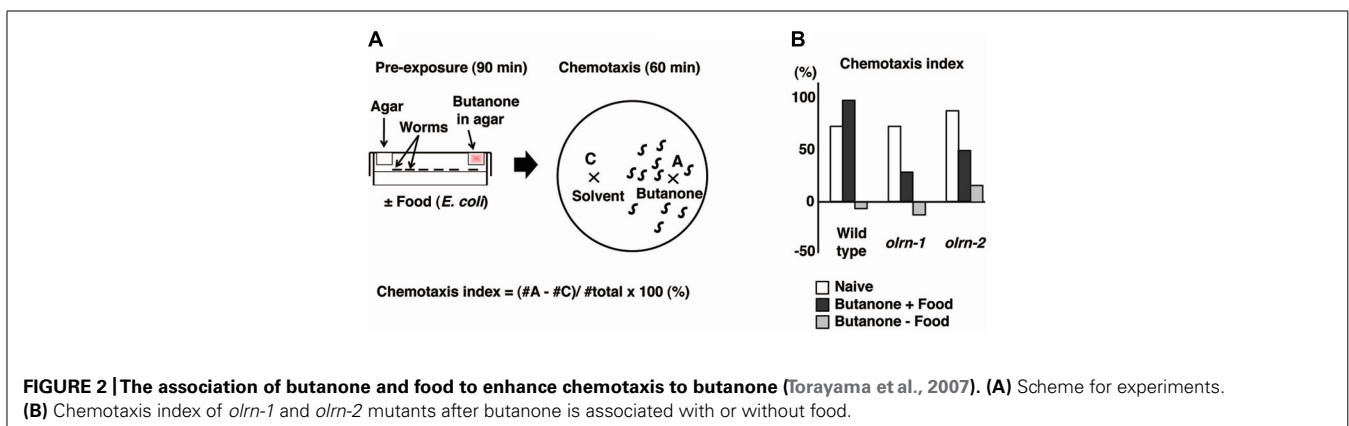 A
Pre-exposure (90 min)
Chemotaxis (60 min)
Agar
Worms
Butanone
in agar
± Food (E. coli)
C
×
Solvent
A
×
Butanone
Chemotaxis index = (#A - #C)/ #total x 100 (%)
B
Chemotaxis index
(%)
100
50
0
-50
Wild
type
olrn-1
olrn-2
Naive
Butanone + Food
Butanone - Food
FIGURE 2 | The association of butanone and food to enhance chemotaxis to butanone (Torayama et al., 2007). (A) Scheme for experiments.
(B) Chemotaxis index of olrn-1 and olrn-2 mutants after butanone is associated with or without food.